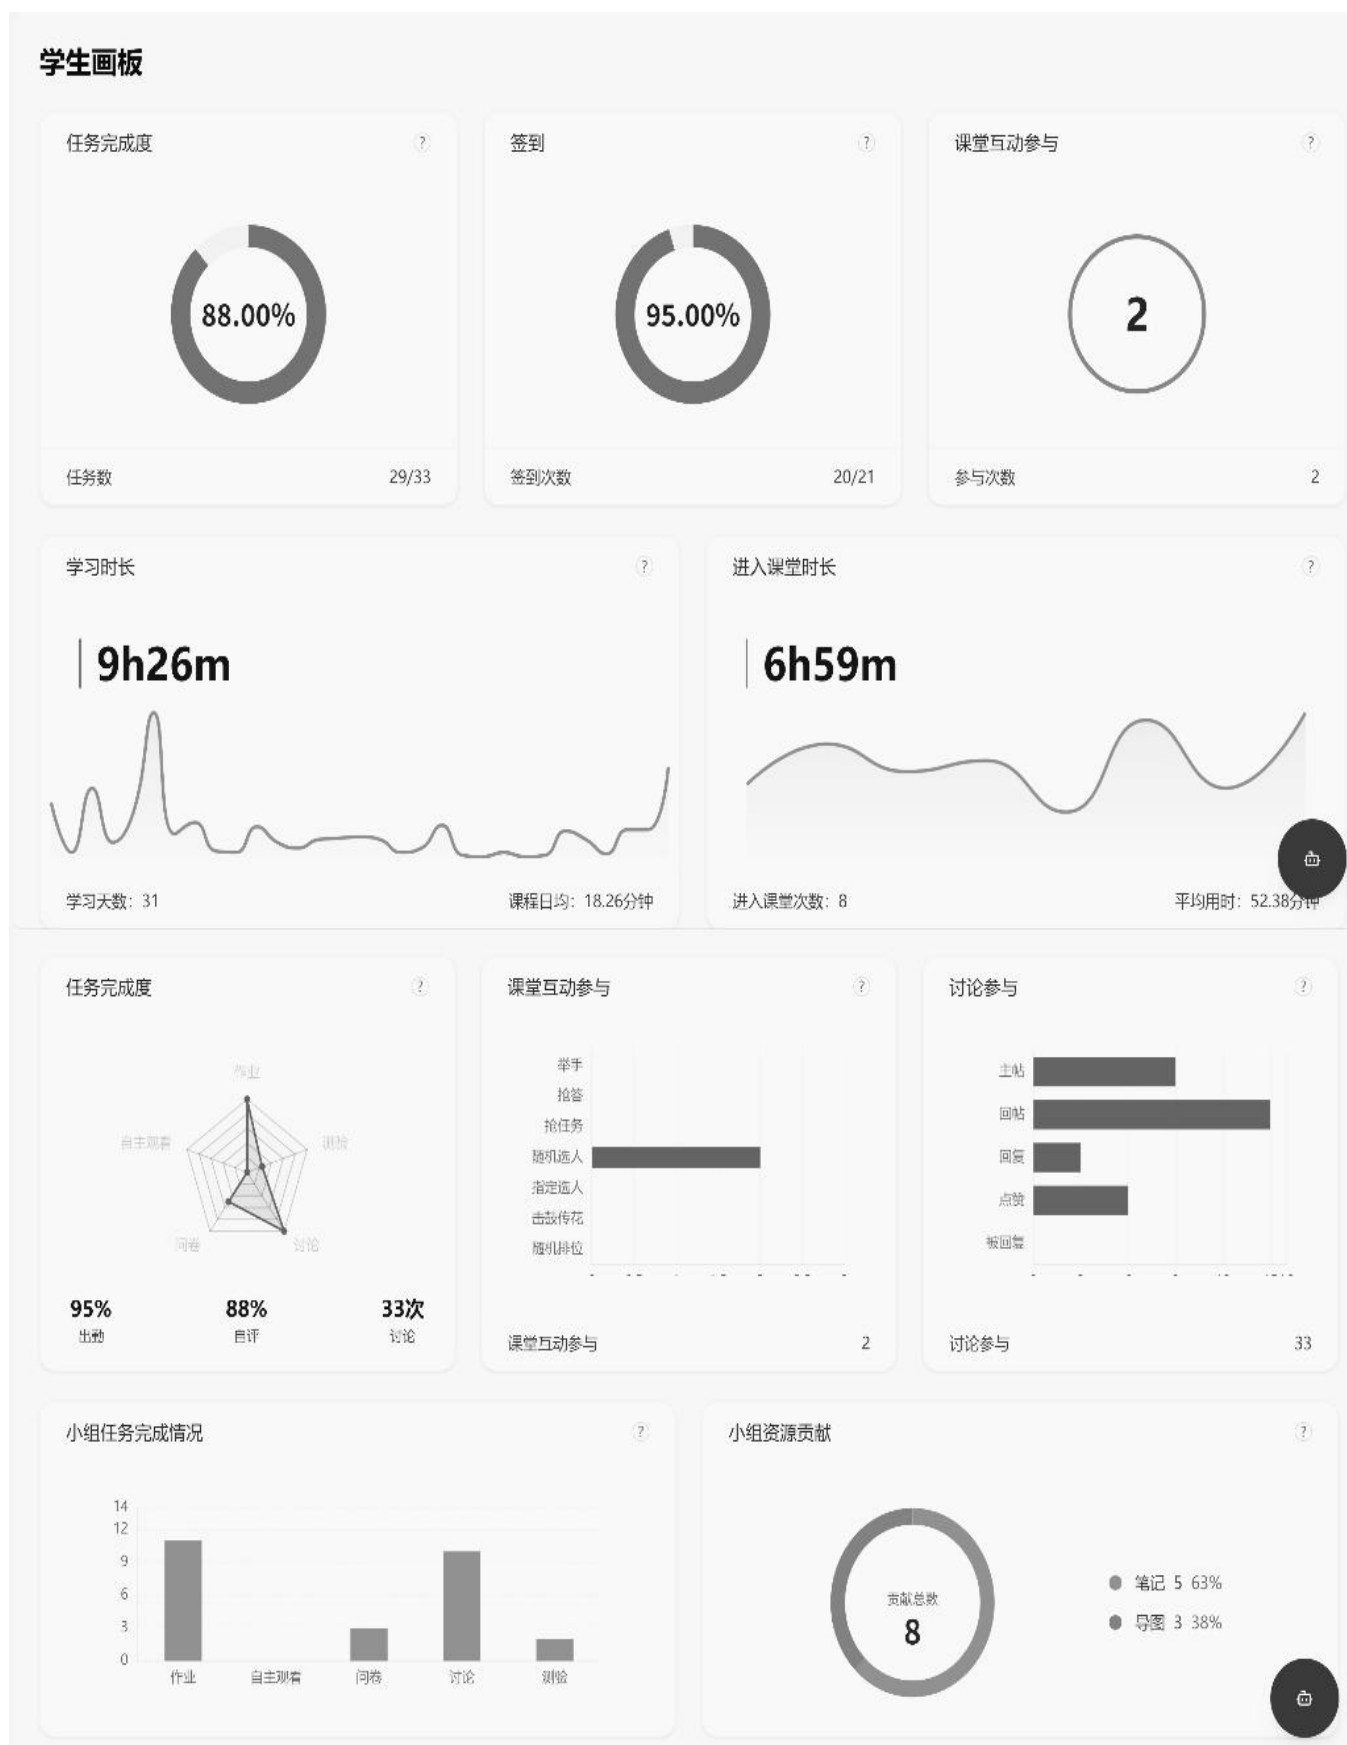 学生画板
任务完成度 ?
签到 ?
课堂互动参与 ?
88.00%
95.00%
2
任务数 29/33
签到次数 20/21
参与次数 2
学习时长 ?
进入课堂时长 ?
9h26m
6h59m
学习天数：31 课程日均：18.26分钟
进入课堂次数：8 平均用时：52.38分钟
任务完成度 ?
作业
自主观看
测验
问卷
讨论
95% 88% 33次
出勤 自评 讨论
课堂互动参与 ?
举手
抢答
抢任务
随机选人
指定选人
击鼓传花
随机排位
课堂互动参与 2
讨论参与 ?
主帖
回帖
回复
点赞
被回复
讨论参与 33
小组任务完成情况 ?
14
12
9
6
3
0
作业 自主观看 问卷 讨论 测验
小组资源贡献 ?
贡献总数
8
笔记 5 63%
导图 3 38%